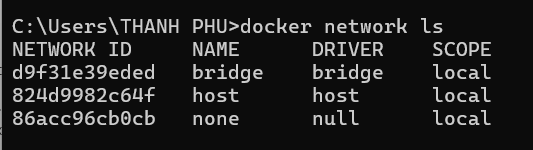 C:\Users\THANH PHU>docker network ls
NETWORK ID     NAME      DRIVER    SCOPE
d9f31e39eded   bridge    bridge    local
824d9982c64f   host      host      local
86acc96cb0cb   none      null      local